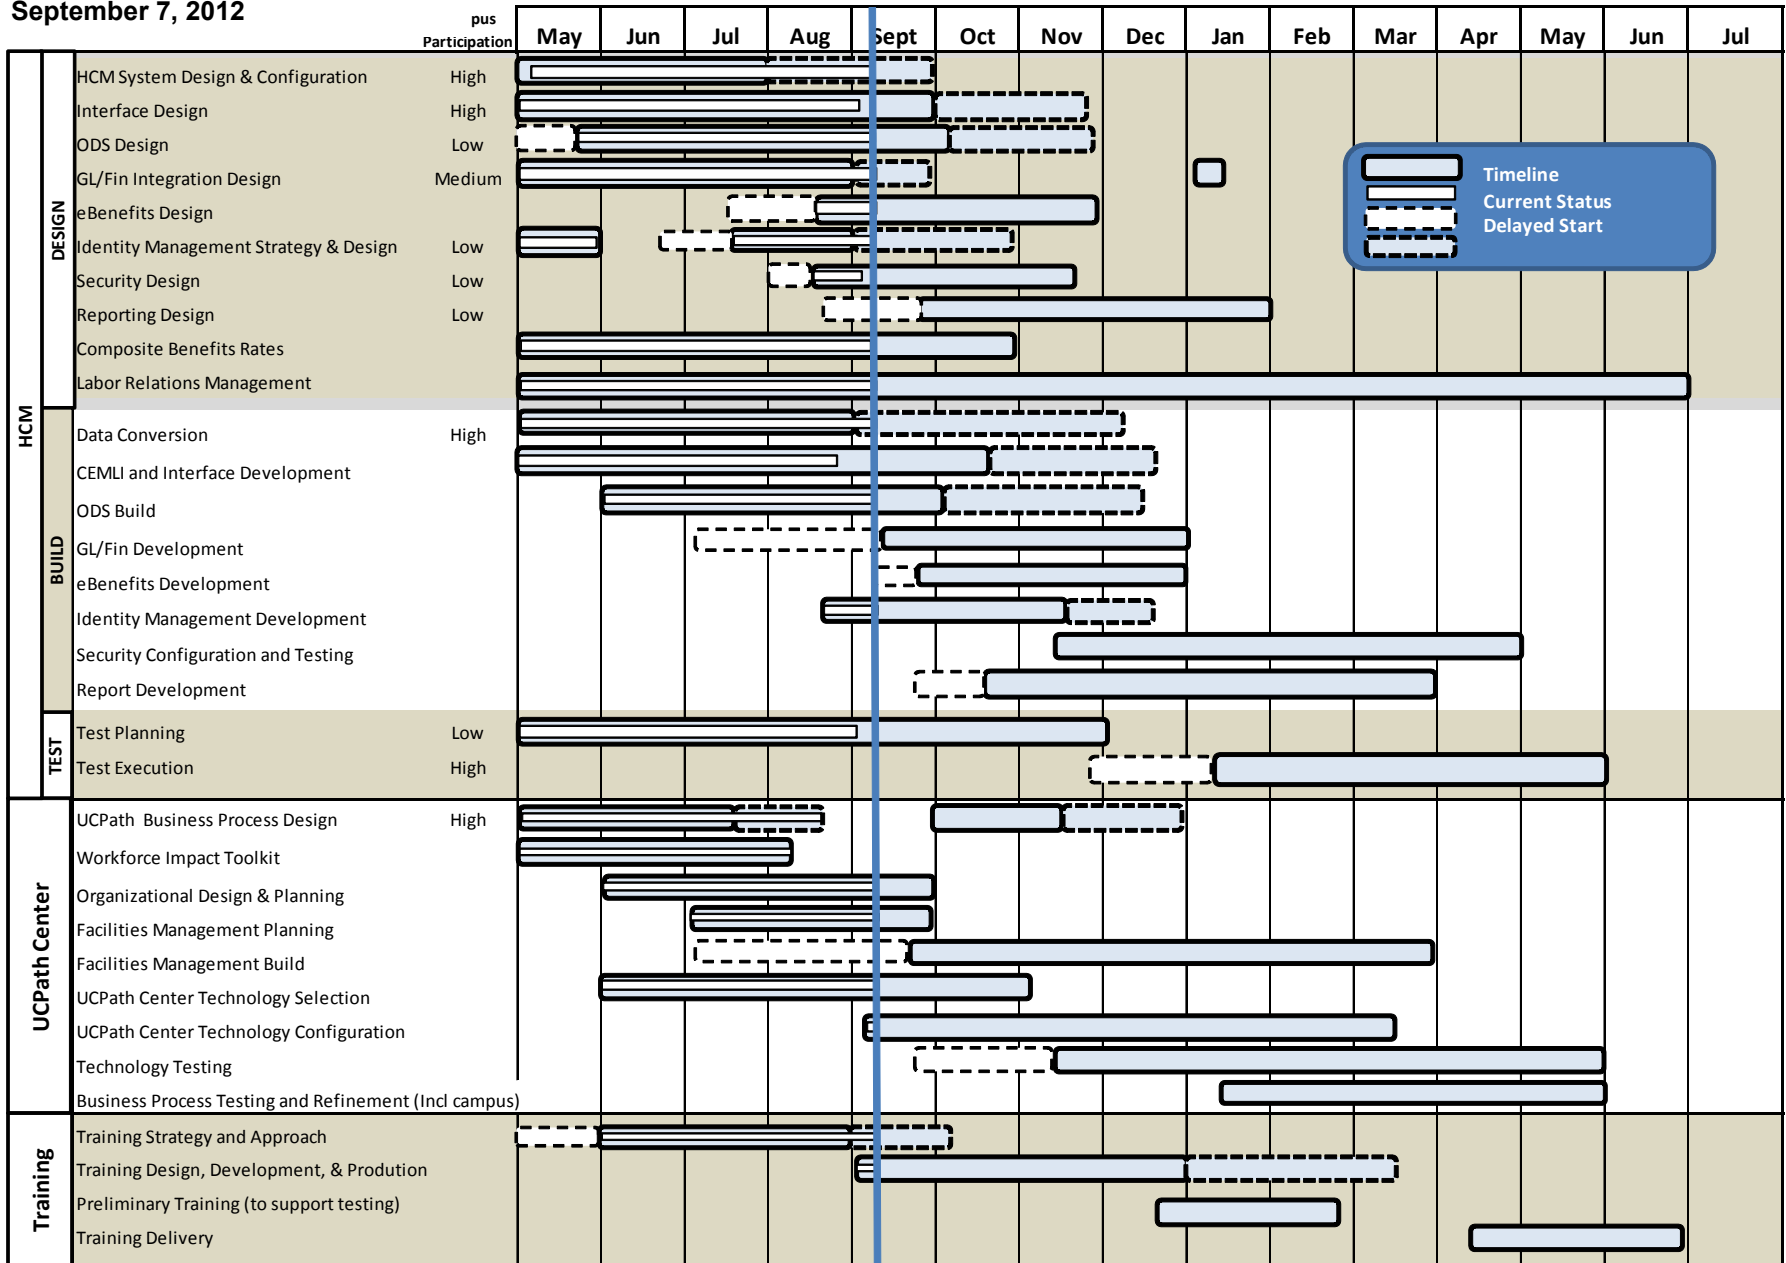 September 7, 2012
pus
Participation
May Jun Jul Aug Sept Oct Nov Dec Jan Feb Mar Apr May Jun Jul
HCM
DESIGN
HCM System Design & Configuration High
Interface Design High
ODS Design Low
GL/Fin Integration Design Medium
eBenefits Design
Identity Management Strategy & Design Low
Security Design Low
Reporting Design Low
Composite Benefits Rates
Labor Relations Management
Timeline
Current Status
Delayed Start
BUILD
Data Conversion High
CEMLI and Interface Development
ODS Build
GL/Fin Development
eBenefits Development
Identity Management Development
Security Configuration and Testing
Report Development
TEST
Test Planning Low
Test Execution High
UCPath Center
UCPath Business Process Design High
Workforce Impact Toolkit
Organizational Design & Planning
Facilities Management Planning
Facilities Management Build
UCPath Center Technology Selection
UCPath Center Technology Configuration
Technology Testing
Business Process Testing and Refinement (Incl campus)
Training
Training Strategy and Approach
Training Design, Development, & Prodution
Preliminary Training (to support testing)
Training Delivery